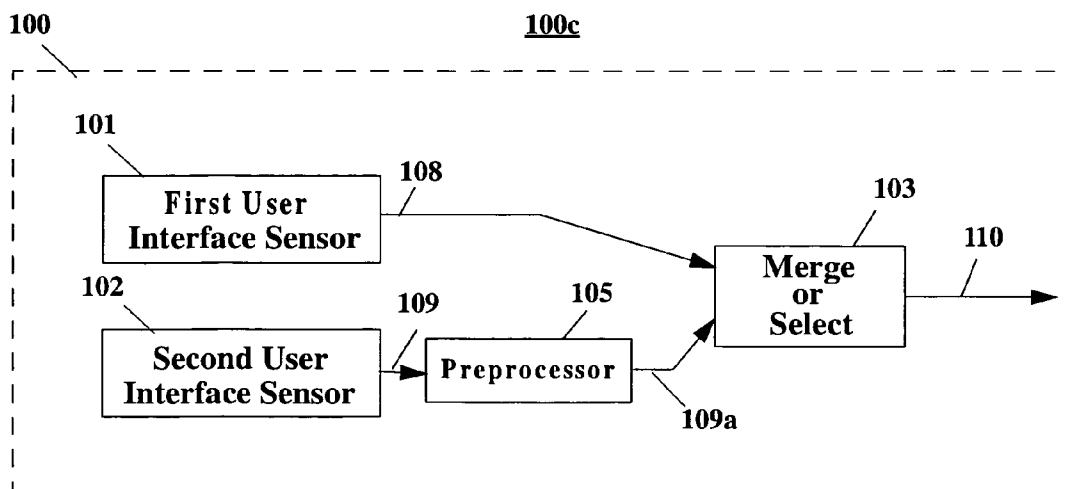 100
100c
101
108
First User
Interface Sensor
103
110
Merge
or
Select
102
109
105
Second User
Interface Sensor
Preprocessor
109a